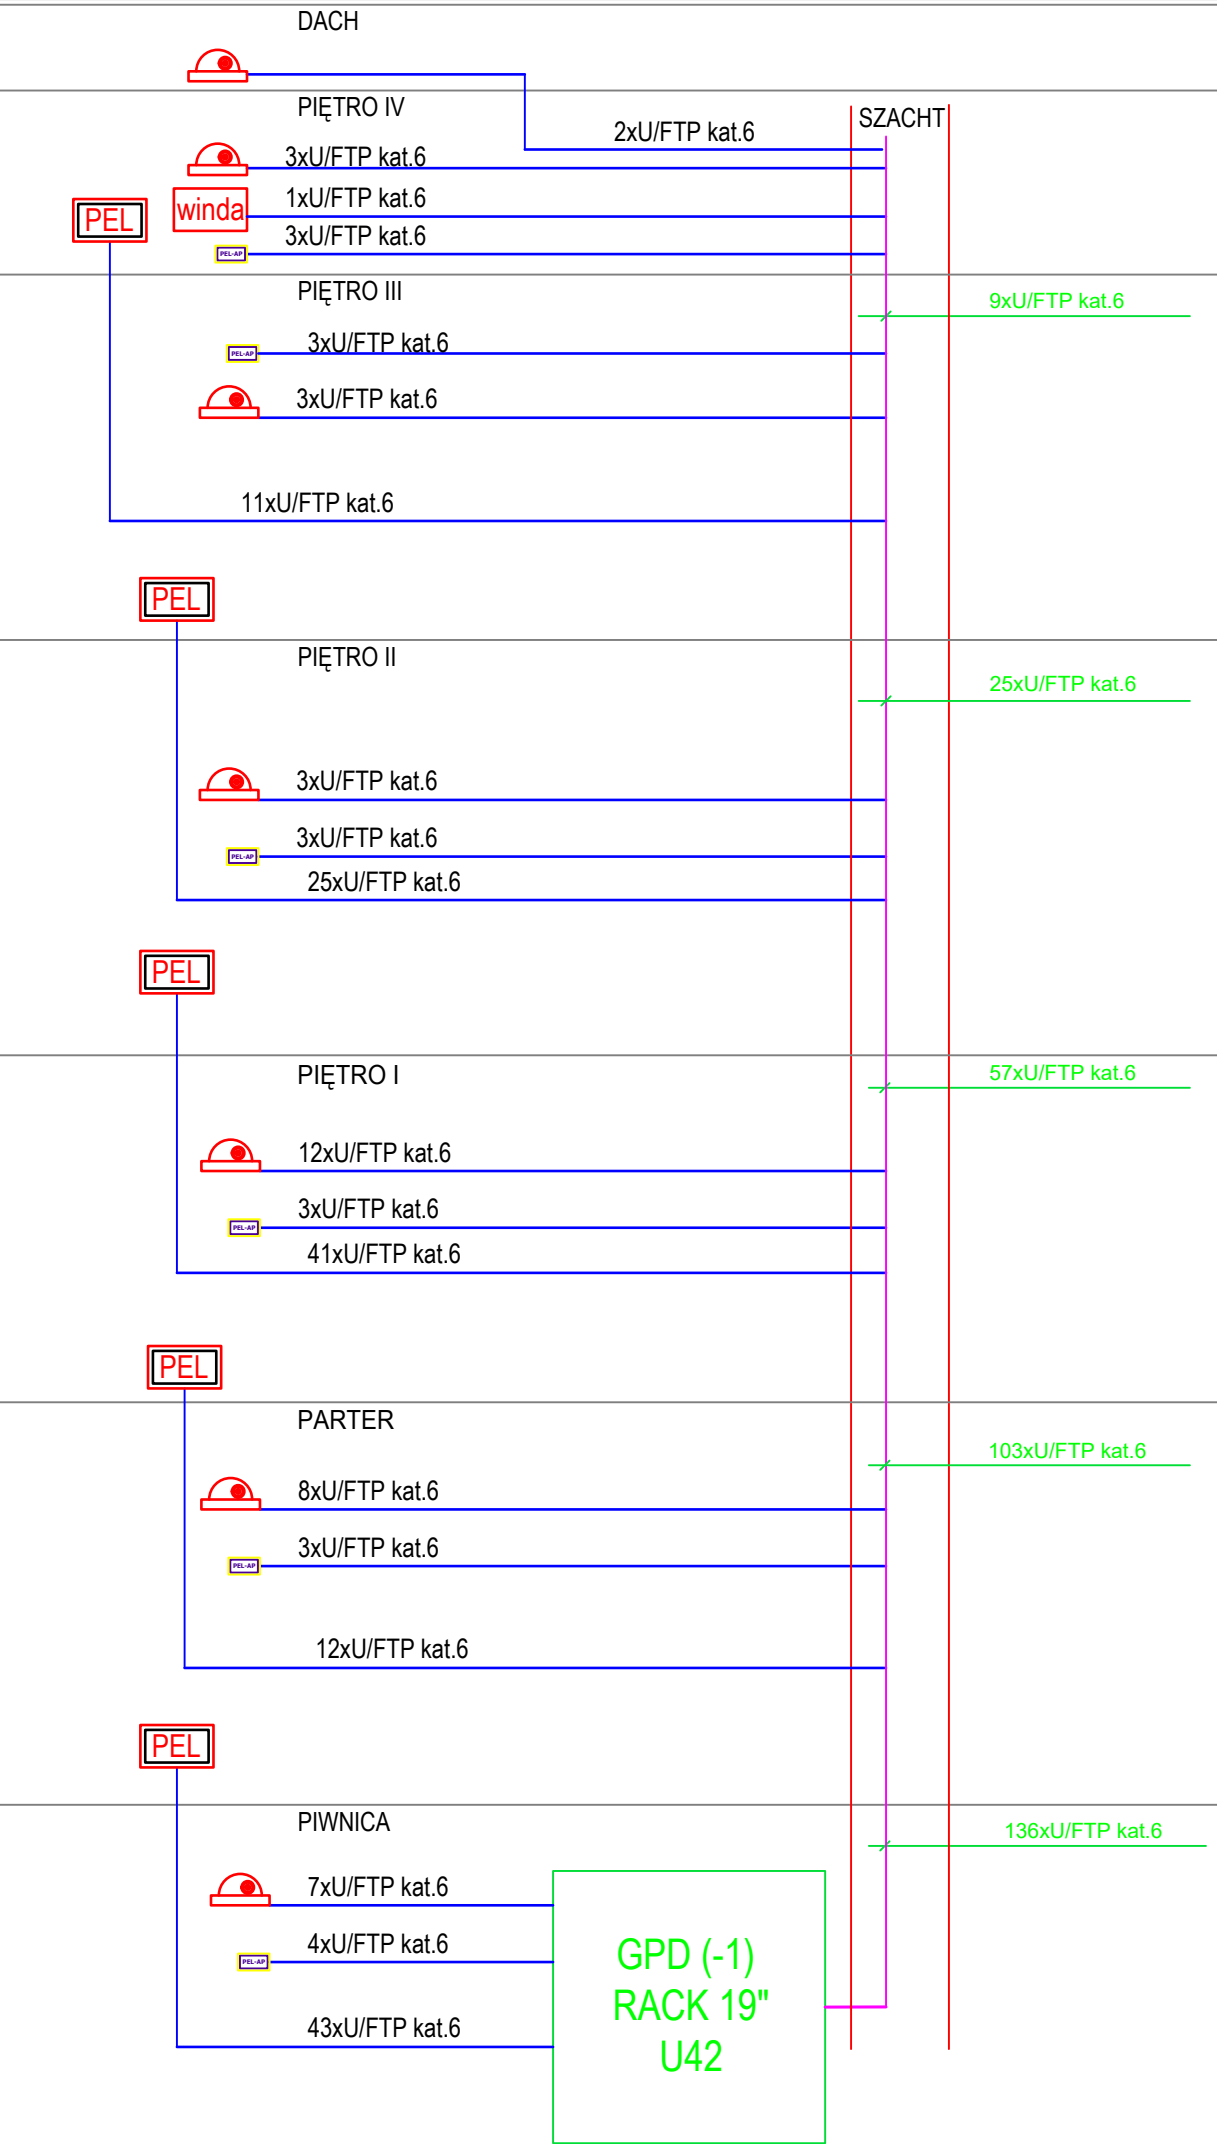 DACH
PIĘTRO IV
SZACHT
2xU/FTP kat.6
3xU/FTP kat.6
winda
1xU/FTP kat.6
PEL
3xU/FTP kat.6
PEL-AP
PIĘTRO III
9xU/FTP kat.6
3xU/FTP kat.6
PEL-AP
3xU/FTP kat.6
11xU/FTP kat.6
PEL
PIĘTRO II
25xU/FTP kat.6
3xU/FTP kat.6
3xU/FTP kat.6
PEL-AP
25xU/FTP kat.6
PEL
PIĘTRO I
57xU/FTP kat.6
12xU/FTP kat.6
3xU/FTP kat.6
PEL-AP
41xU/FTP kat.6
PEL
PARTER
103xU/FTP kat.6
8xU/FTP kat.6
3xU/FTP kat.6
PEL-AP
12xU/FTP kat.6
PEL
PIWNICA
136xU/FTP kat.6
7xU/FTP kat.6
4xU/FTP kat.6
PEL-AP
43xU/FTP kat.6
GPD (-1)
RACK 19"
U42